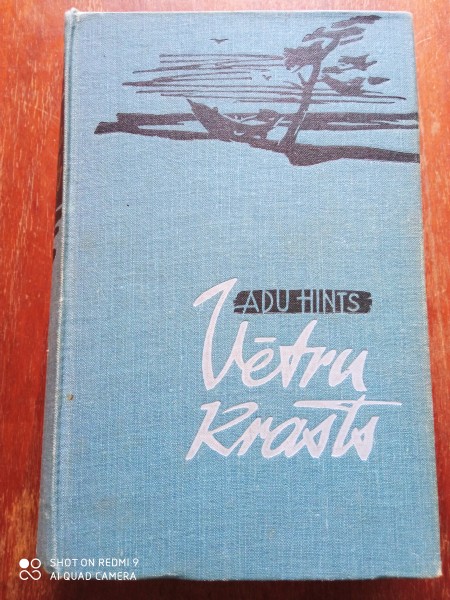 ADU HINTS
Vētru
krasts
SHOT ON REDMI 9
AI QUAD CAMERA